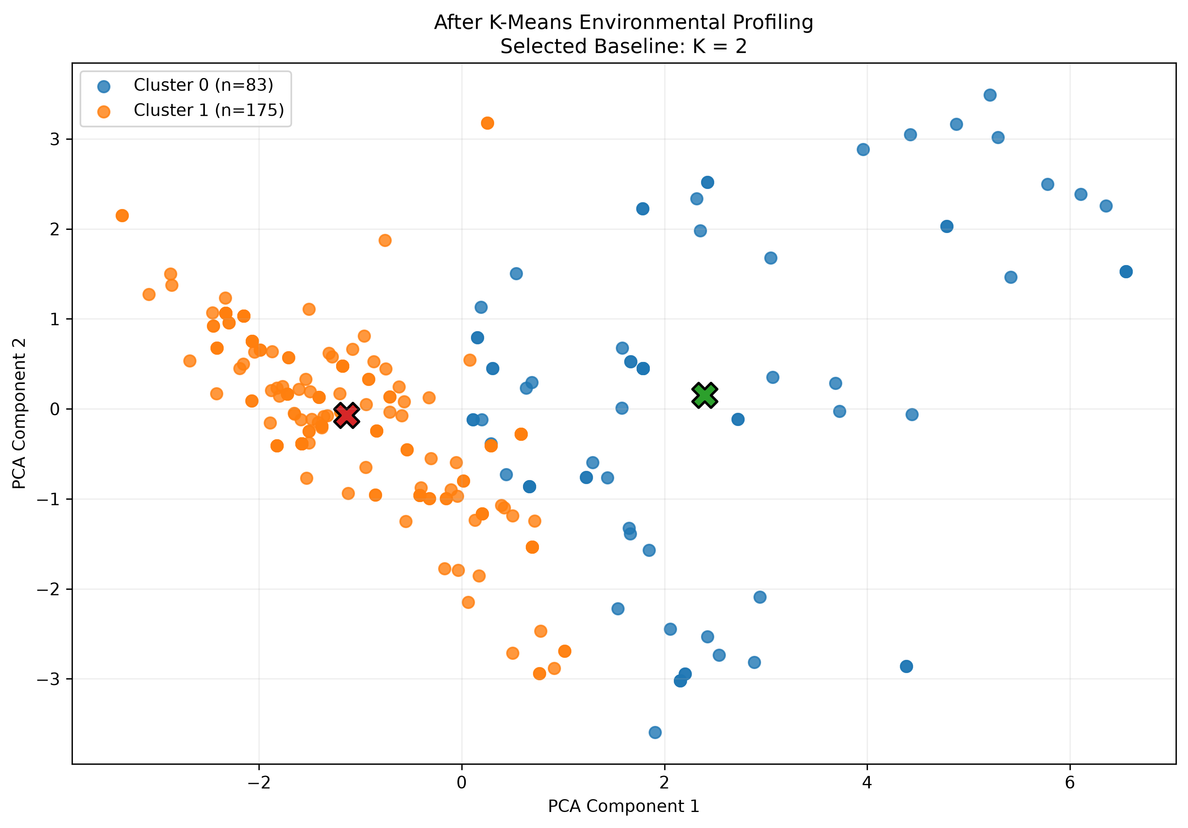 After K-Means Environmental Profiling
Selected Baseline: K = 2
Cluster 0 (n=83)
Cluster 1 (n=175)
PCA Component 2
3
2
1
0
−1
−2
−3
−2
0
2
4
6
PCA Component 1